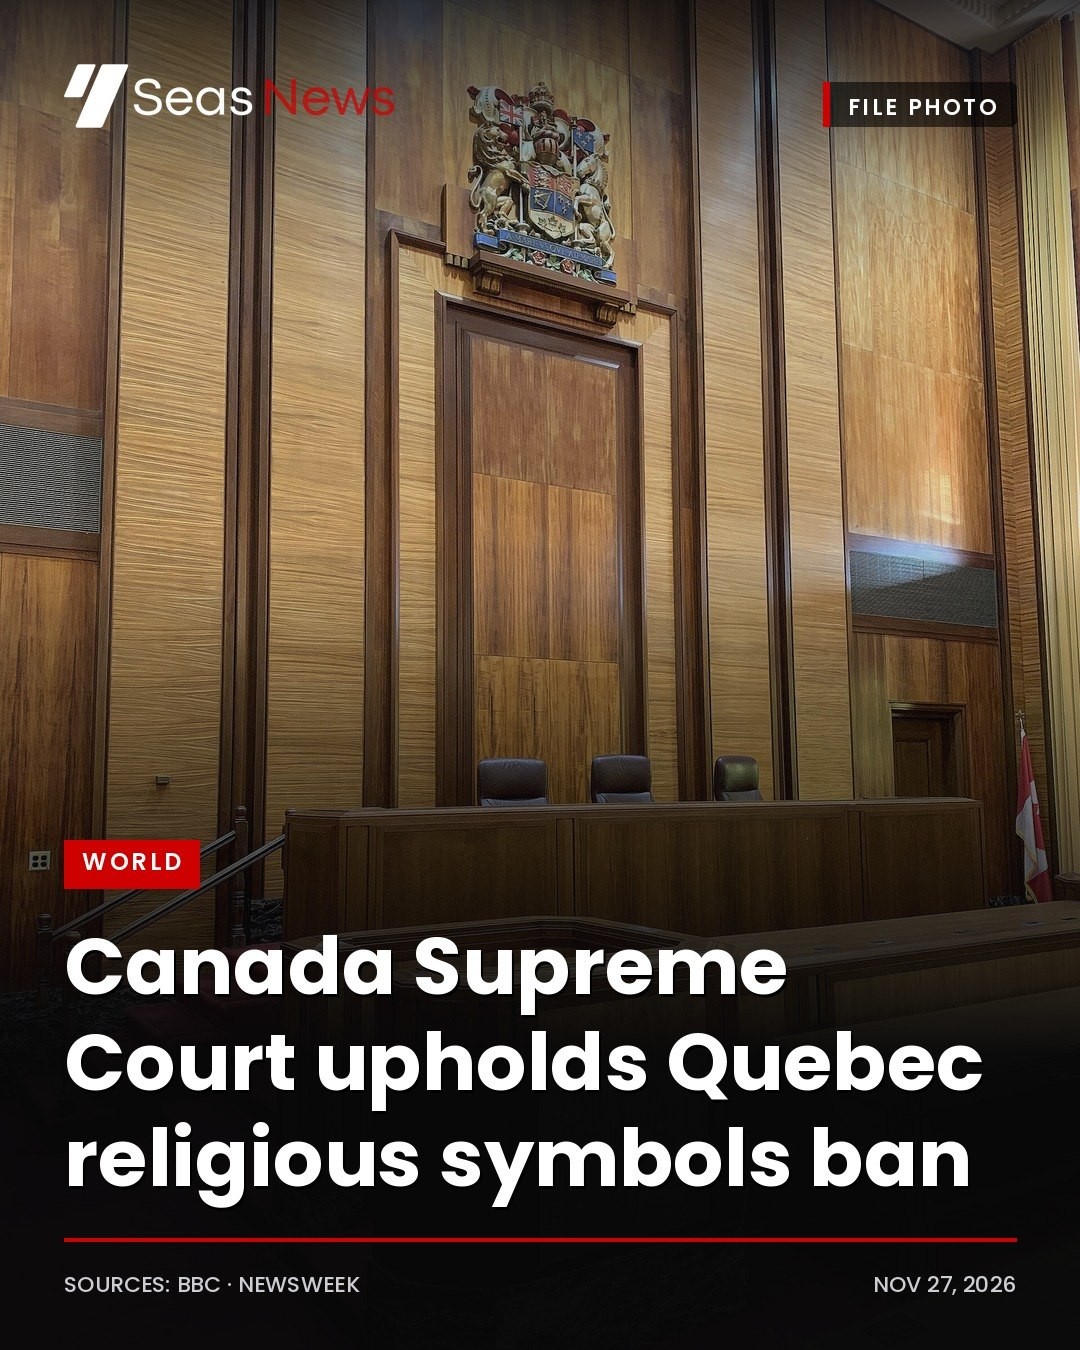 Seas News
FILE PHOTO
WORLD
Canada Supreme
Court upholds Quebec
religious symbols ban
SOURCES: BBC · NEWSWEEK
NOV 27, 2026